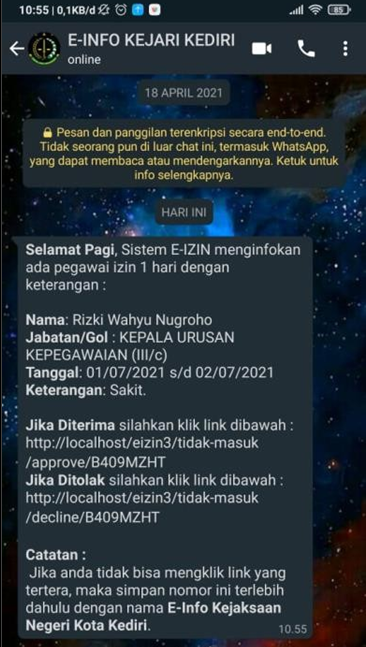 10:55 | 0,1KB/d
85
E-INFO KEJARI KEDIRI
online
18 APRIL 2021
Pesan dan panggilan terenkripsi secara end-to-end.
Tidak seorang pun di luar chat ini, termasuk WhatsApp,
yang dapat membaca atau mendengarkannya. Ketuk untuk
info selengkapnya.
HARI INI
Selamat Pagi, Sistem E-IZIN menginfokan
ada pegawai izin 1 hari dengan
keterangan :
Nama: Rizki Wahyu Nugroho
Jabatan/Gol : KEPALA URUSAN
KEPEGAWAIAN (III/c)
Tanggal: 01/07/2021 s/d 02/07/2021
Keterangan: Sakit.
Jika Diterima silahkan klik link dibawah :
http://localhost/eizin3/tidak-masuk
/approve/B409MZHT
Jika Ditolak silahkan klik link dibawah :
http://localhost/eizin3/tidak-masuk
/decline/B409MZHT
Catatan :
Jika anda tidak bisa mengklik link yang
tertera, maka simpan nomor ini terlebih
dahulu dengan nama E-Info Kejaksaan
Negeri Kota Kediri.
10.55